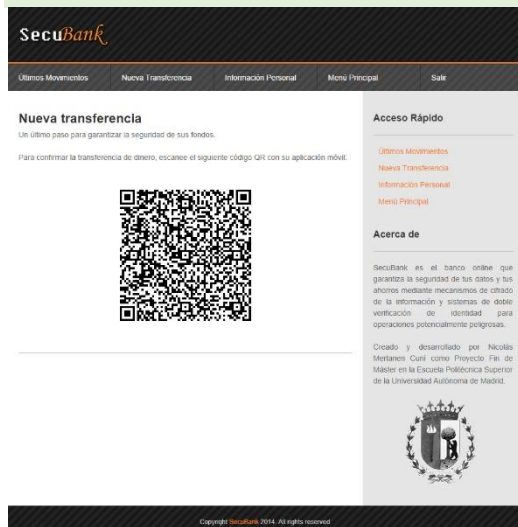 SecuBank
Últimos Movimientos
Nueva Transferencia
Información Personal
Menú Principal
Salir
Nueva transferencia
Un último paso para garantizar la seguridad de sus fondos.
Para confirmar la transferencia de dinero, escanee el siguiente código QR con su aplicación móvil:
Acceso Rápido
Últimos Movimientos
Nueva Transferencia
Información Personal
Menú Principal
Acerca de
SecuBank es el banco online que
garantiza la seguridad de tus datos y tus
ahorros mediante mecanismos de cifrado
de la información y sistemas de doble
verificación de identidad para
operaciones potencialmente peligrosas.
Creado y desarrollado por Nicolás
Mertanen Cuní como Proyecto Fin de
Máster en la Escuela Politécnica Superior
de la Universidad Autónoma de Madrid.
Copyright SecuBank 2014. All rights reserved